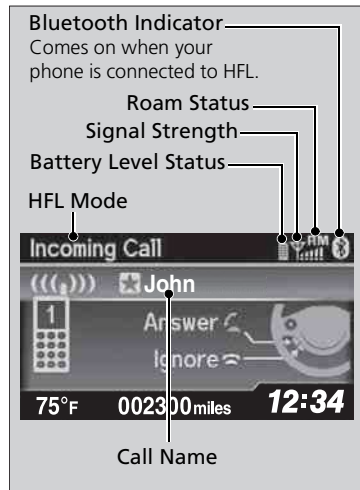 Bluetooth Indicator
Comes on when your
phone is connected to HFL.
Roam Status
Signal Strength
Battery Level Status
HFL Mode
Incoming Call RM
John
1
Answer
Ignore
75°F 002300 miles 12:34
Call Name